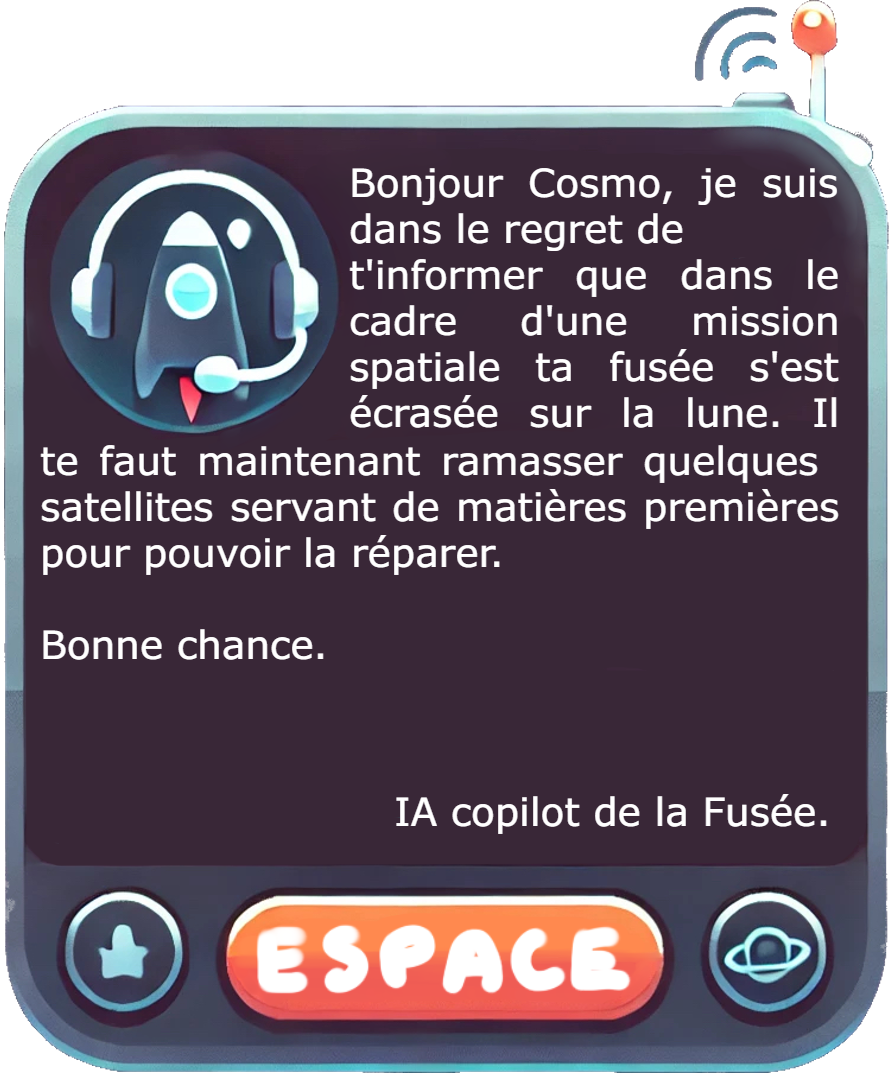 Bonjour Cosmo, je suis
dans le regret de
t'informer que dans le
cadre d'une mission
spatiale ta fusée s'est
écrasée sur la lune. Il
te faut maintenant ramasser quelques
satellites servant de matières premières
pour pouvoir la réparer.
Bonne chance.
IA copilot de la Fusée.
ESPACE